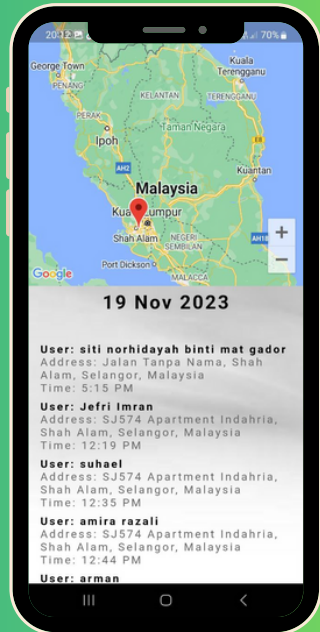 20:12
70%
George Town
PENANG
Kuala
Terengganu
KELANTAN
TERENGGANU
PERAK
Taman Negara
Ipoh
E8
AH2
Kuantan
Malaysia
Kuala Lumpur
Shah Alam
NEGERI
SEMBILAN
AH18
Port Dickson
MALACCA
+
−
Google
19 Nov 2023
User: siti norhidayah binti mat gador
Address: Jalan Tanpa Nama, Shah
Alam, Selangor, Malaysia
Time: 5:15 PM
User: Jefri Imran
Address: SJ574 Apartment Indahria,
Shah Alam, Selangor, Malaysia
Time: 12:19 PM
User: suhael
Address: SJ574 Apartment Indahria,
Shah Alam, Selangor, Malaysia
Time: 12:35 PM
User: amira razali
Address: SJ574 Apartment Indahria,
Shah Alam, Selangor, Malaysia
Time: 12:44 PM
User: arman